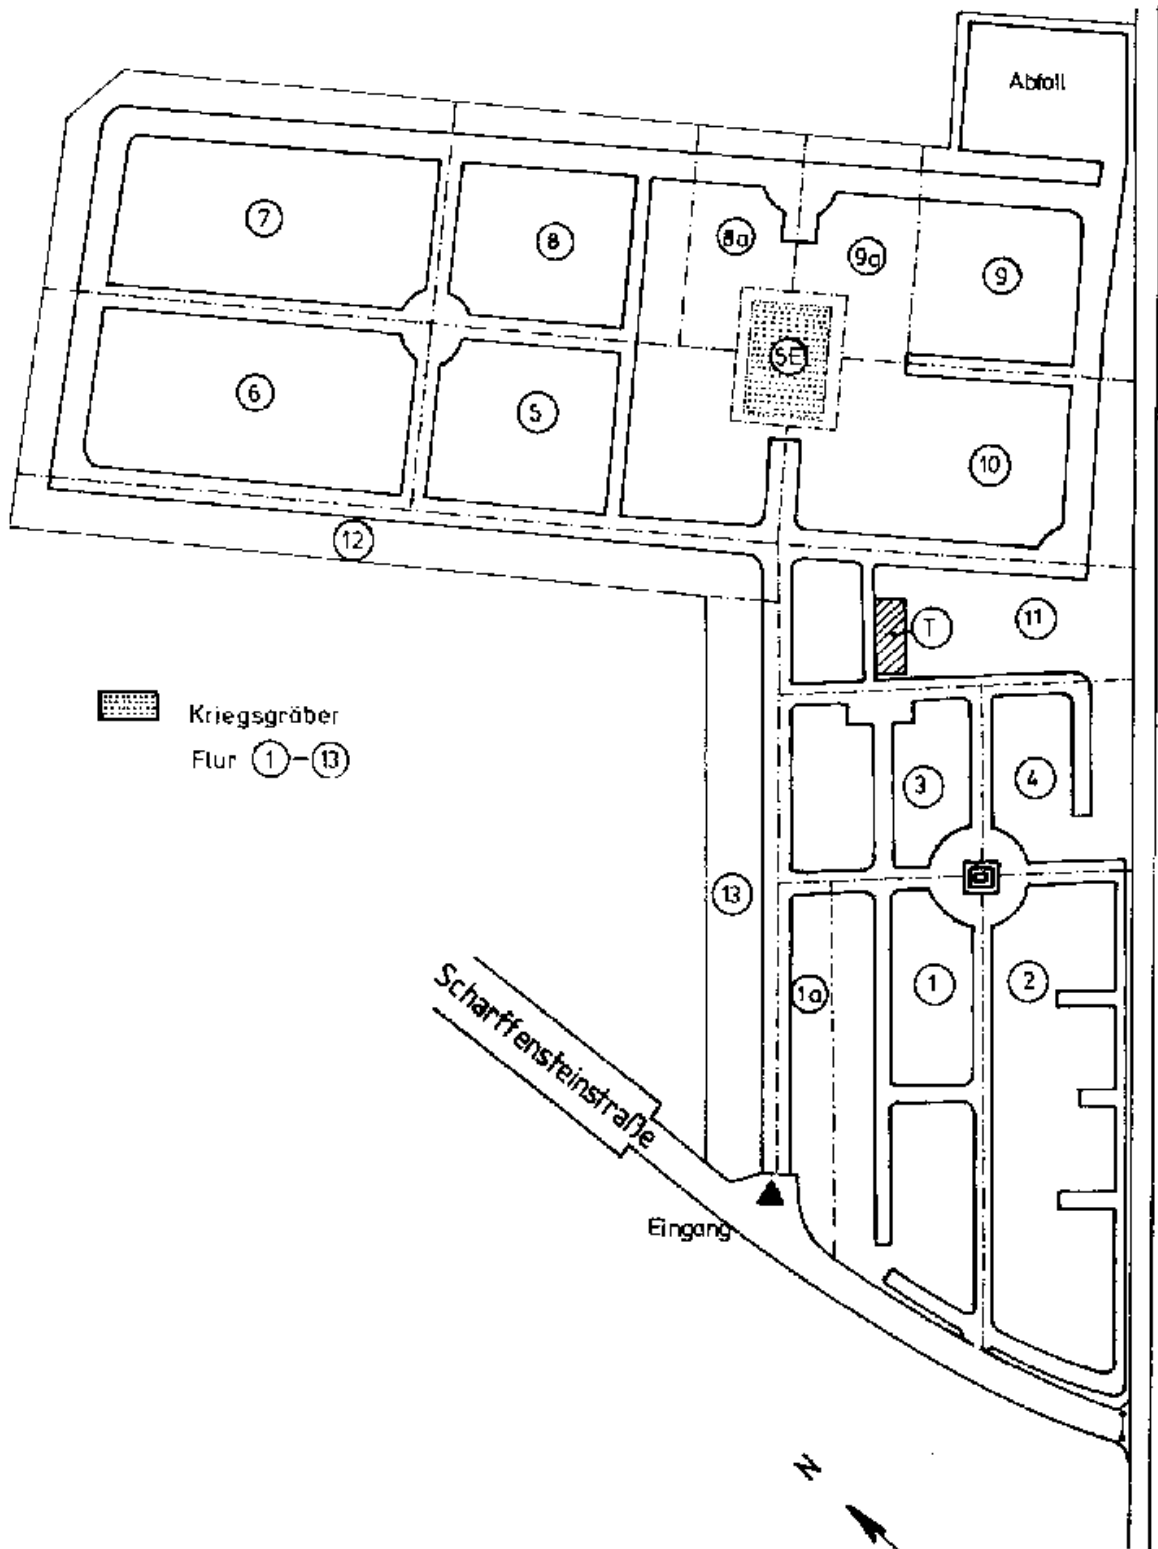 Abfall
7
8
8a
9a
9
SE
6
5
10
12
11
T
Kriegsgräber
Flur 1-13
3
4
13
1a
1
2
Scharffensteinstraße
Eingang
N